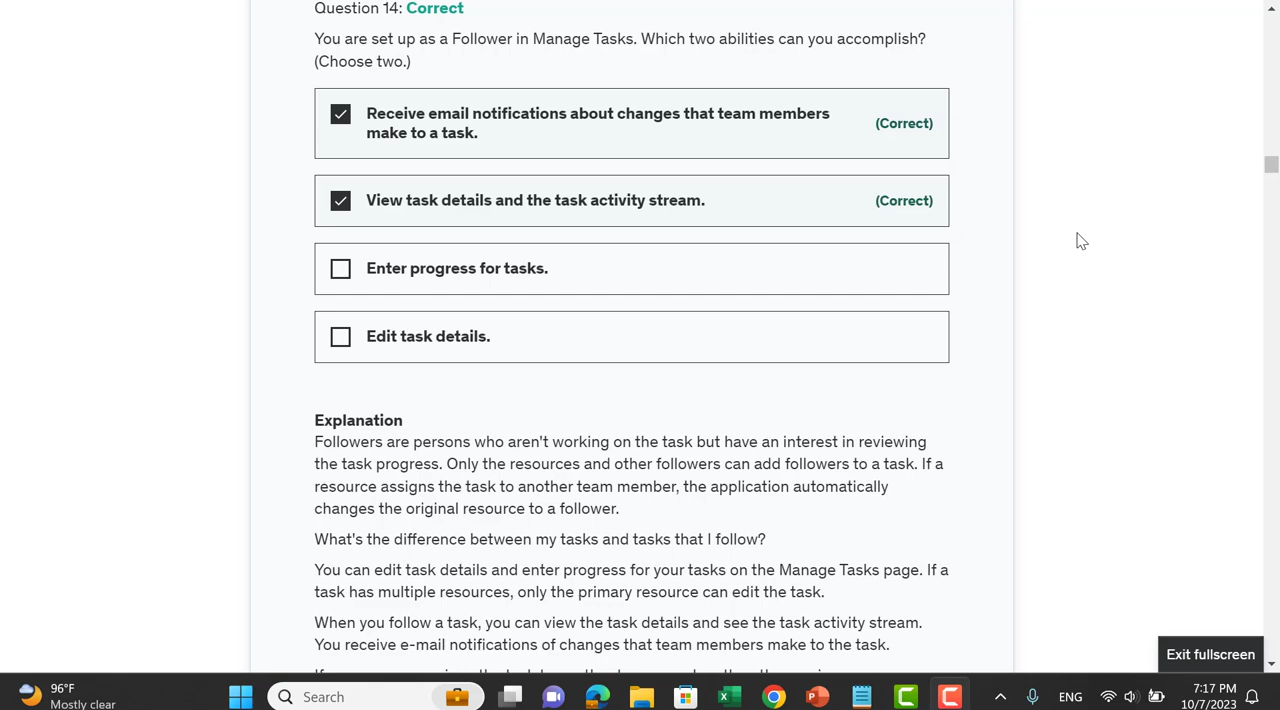 Question 14: Correct
You are set up as a Follower in Manage Tasks. Which two abilities can you accomplish?
(Choose two.)
Receive email notifications about changes that team members
make to a task.
(Correct)
View task details and the task activity stream.
(Correct)
Enter progress for tasks.
Edit task details.
Explanation
Followers are persons who aren't working on the task but have an interest in reviewing
the task progress. Only the resources and other followers can add followers to a task. If a
resource assigns the task to another team member, the application automatically
changes the original resource to a follower.
What's the difference between my tasks and tasks that I follow?
You can edit task details and enter progress for your tasks on the Manage Tasks page. If a
task has multiple resources, only the primary resource can edit the task.
When you follow a task, you can view the task details and see the task activity stream.
You receive e-mail notifications of changes that team members make to the task.
Exit fullscreen
96°F
Mostly clear
Search
ENG
7:17 PM
10/7/2023